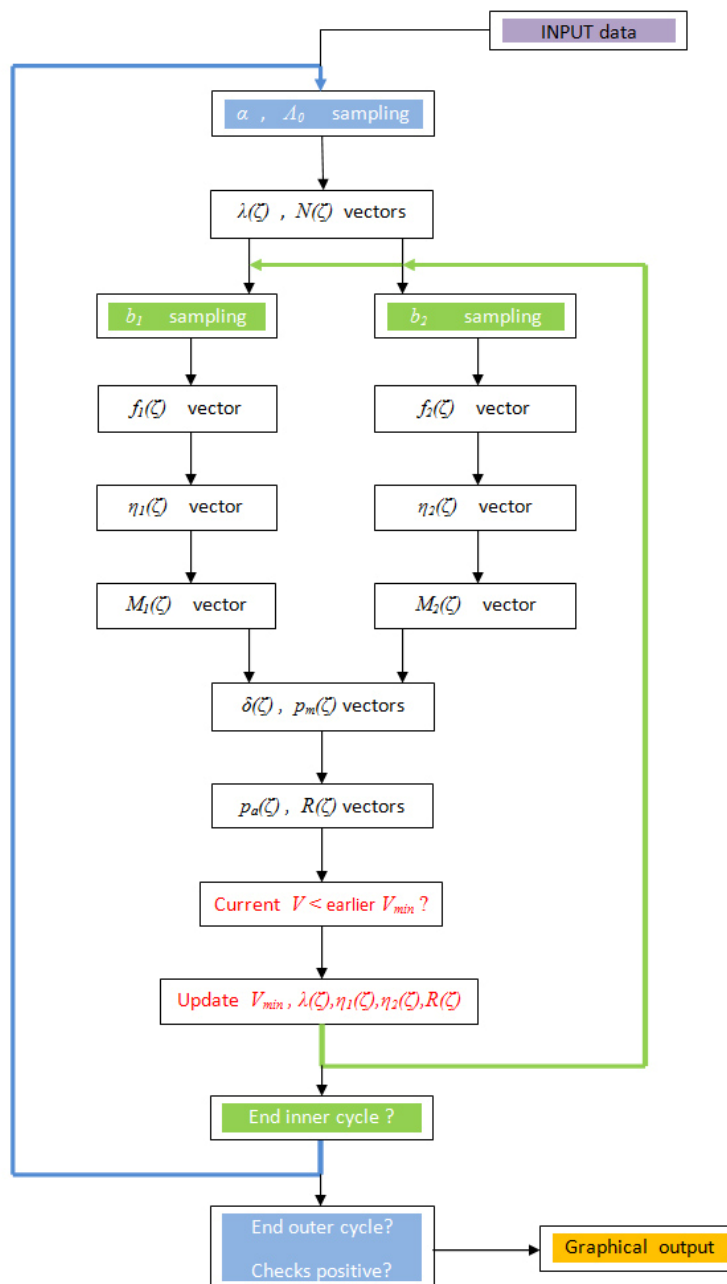 INPUT data
α , Λ0 sampling
λ(ζ) , N(ζ) vectors
b1 sampling
b2 sampling
f1(ζ) vector
f2(ζ) vector
η1(ζ) vector
η2(ζ) vector
M1(ζ) vector
M2(ζ) vector
δ(ζ) , pm(ζ) vectors
pa(ζ) , R(ζ) vectors
Current V < earlier Vmin ?
Update Vmin , λ(ζ),η1(ζ),η2(ζ),R(ζ)
End inner cycle ?
End outer cycle?
Checks positive?
Graphical output